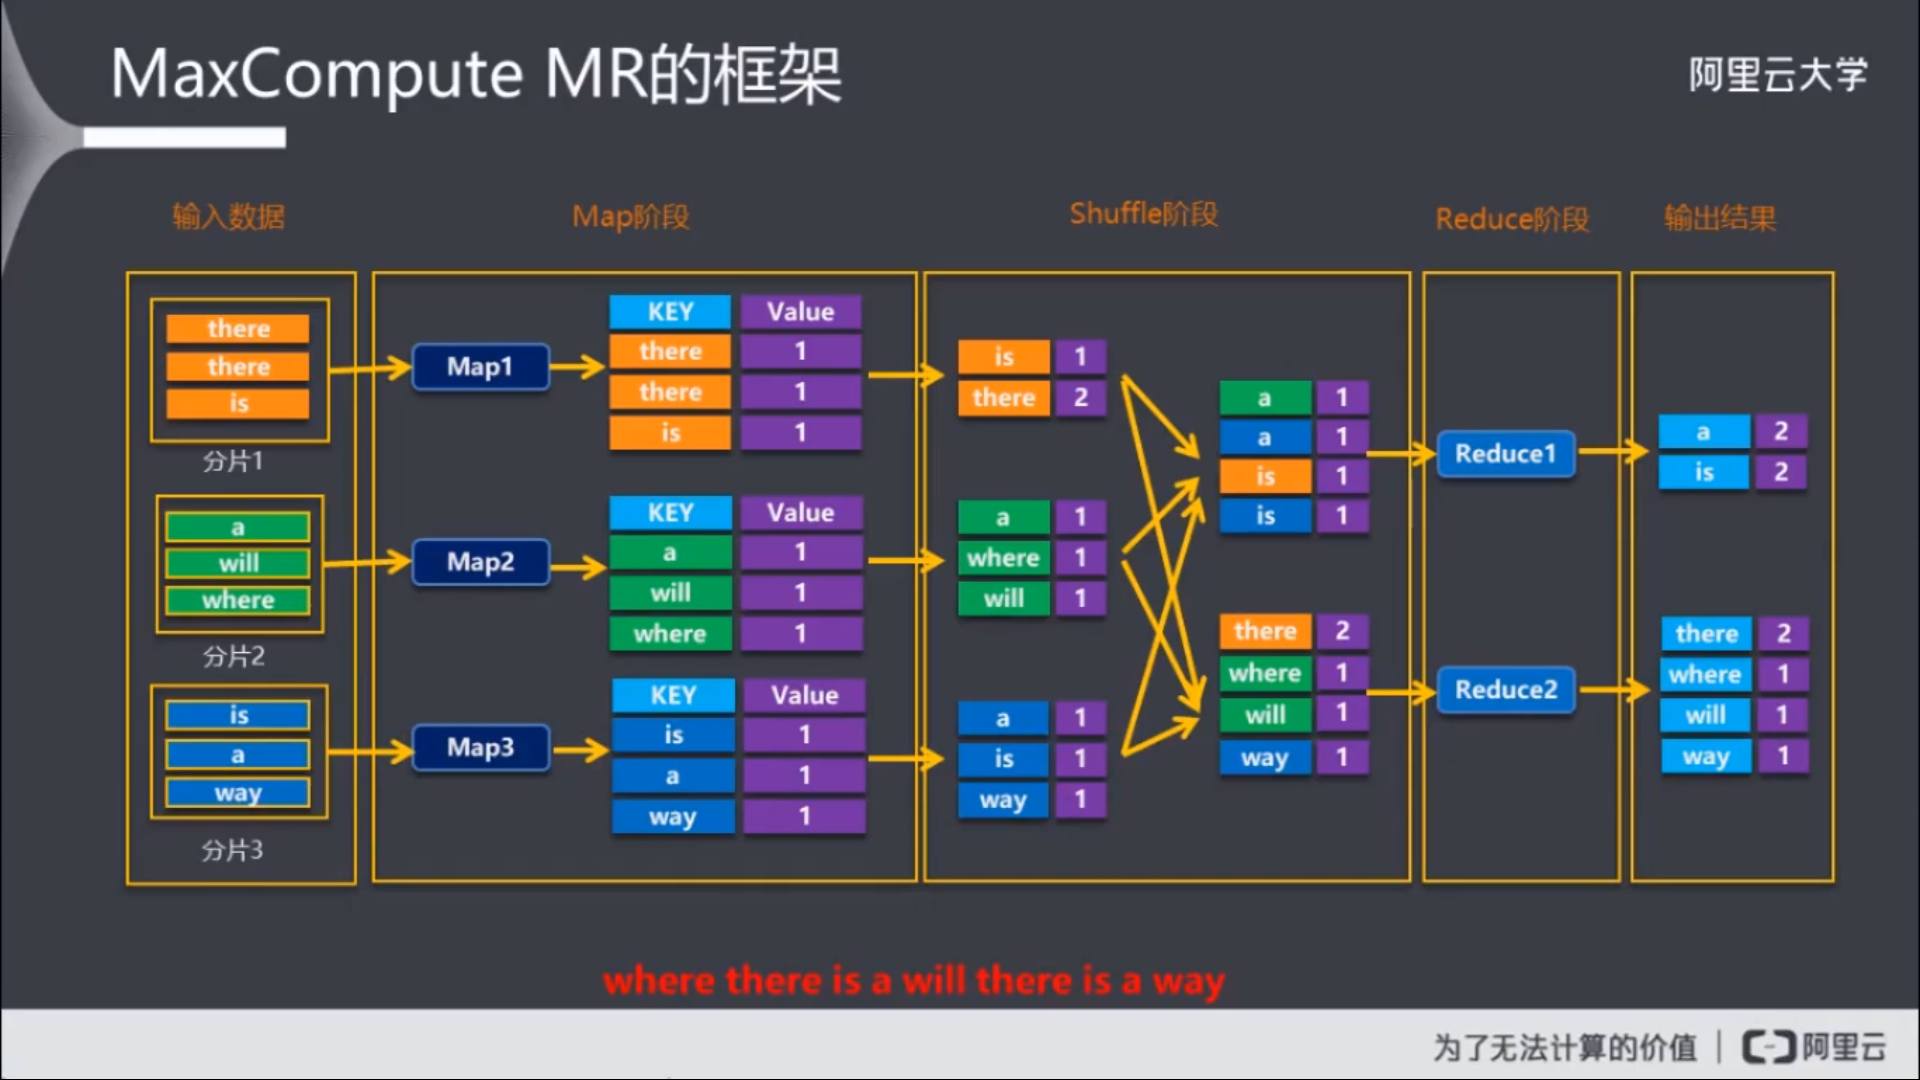 MaxCompute MR的框架
阿里云大学
输入数据
Map阶段
Shuffle阶段
Reduce阶段
输出结果
there
there
is
分片1
a
will
where
分片2
is
a
way
分片3
Map1
Map2
Map3
KEY Value
there 1
there 1
is 1
KEY Value
a 1
will 1
where 1
KEY Value
is 1
a 1
way 1
is 1
there 2
a 1
where 1
will 1
a 1
is 1
way 1
a 1
a 1
is 1
is 1
there 2
where 1
will 1
way 1
Reduce1
Reduce2
a 2
is 2
there 2
where 1
will 1
way 1
where there is a will there is a way
为了无法计算的价值 | 阿里云